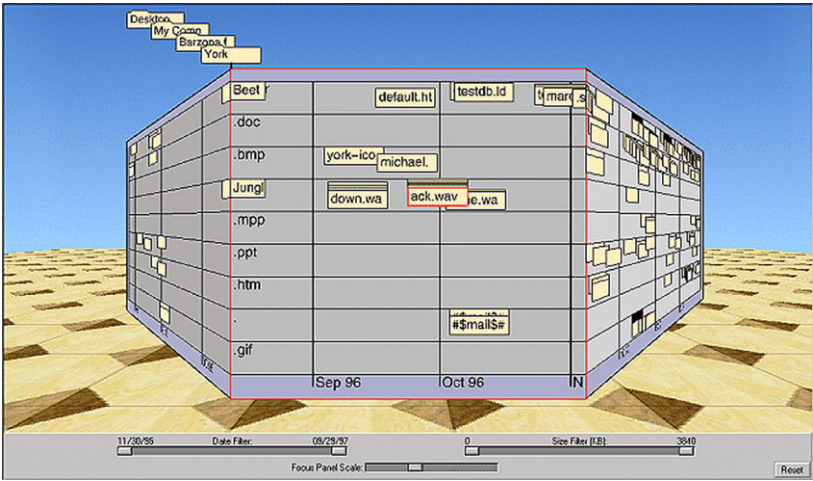 Desktop
My Comp
Barzona.f
York
Beet
default.ht
testdb.ld
marc
.s
.doc
.bmp
york-ico
michael.
Jungl
down.wa
ack.wav
e.wa
.mpp
.ppt
.htm
.
#$mail$#
.gif
Sep 96
Oct 96
N
11/30/95
Date Filter:
09/29/97
0
Size Filter [KB]:
3840
Focus Panel Scale:
Reset